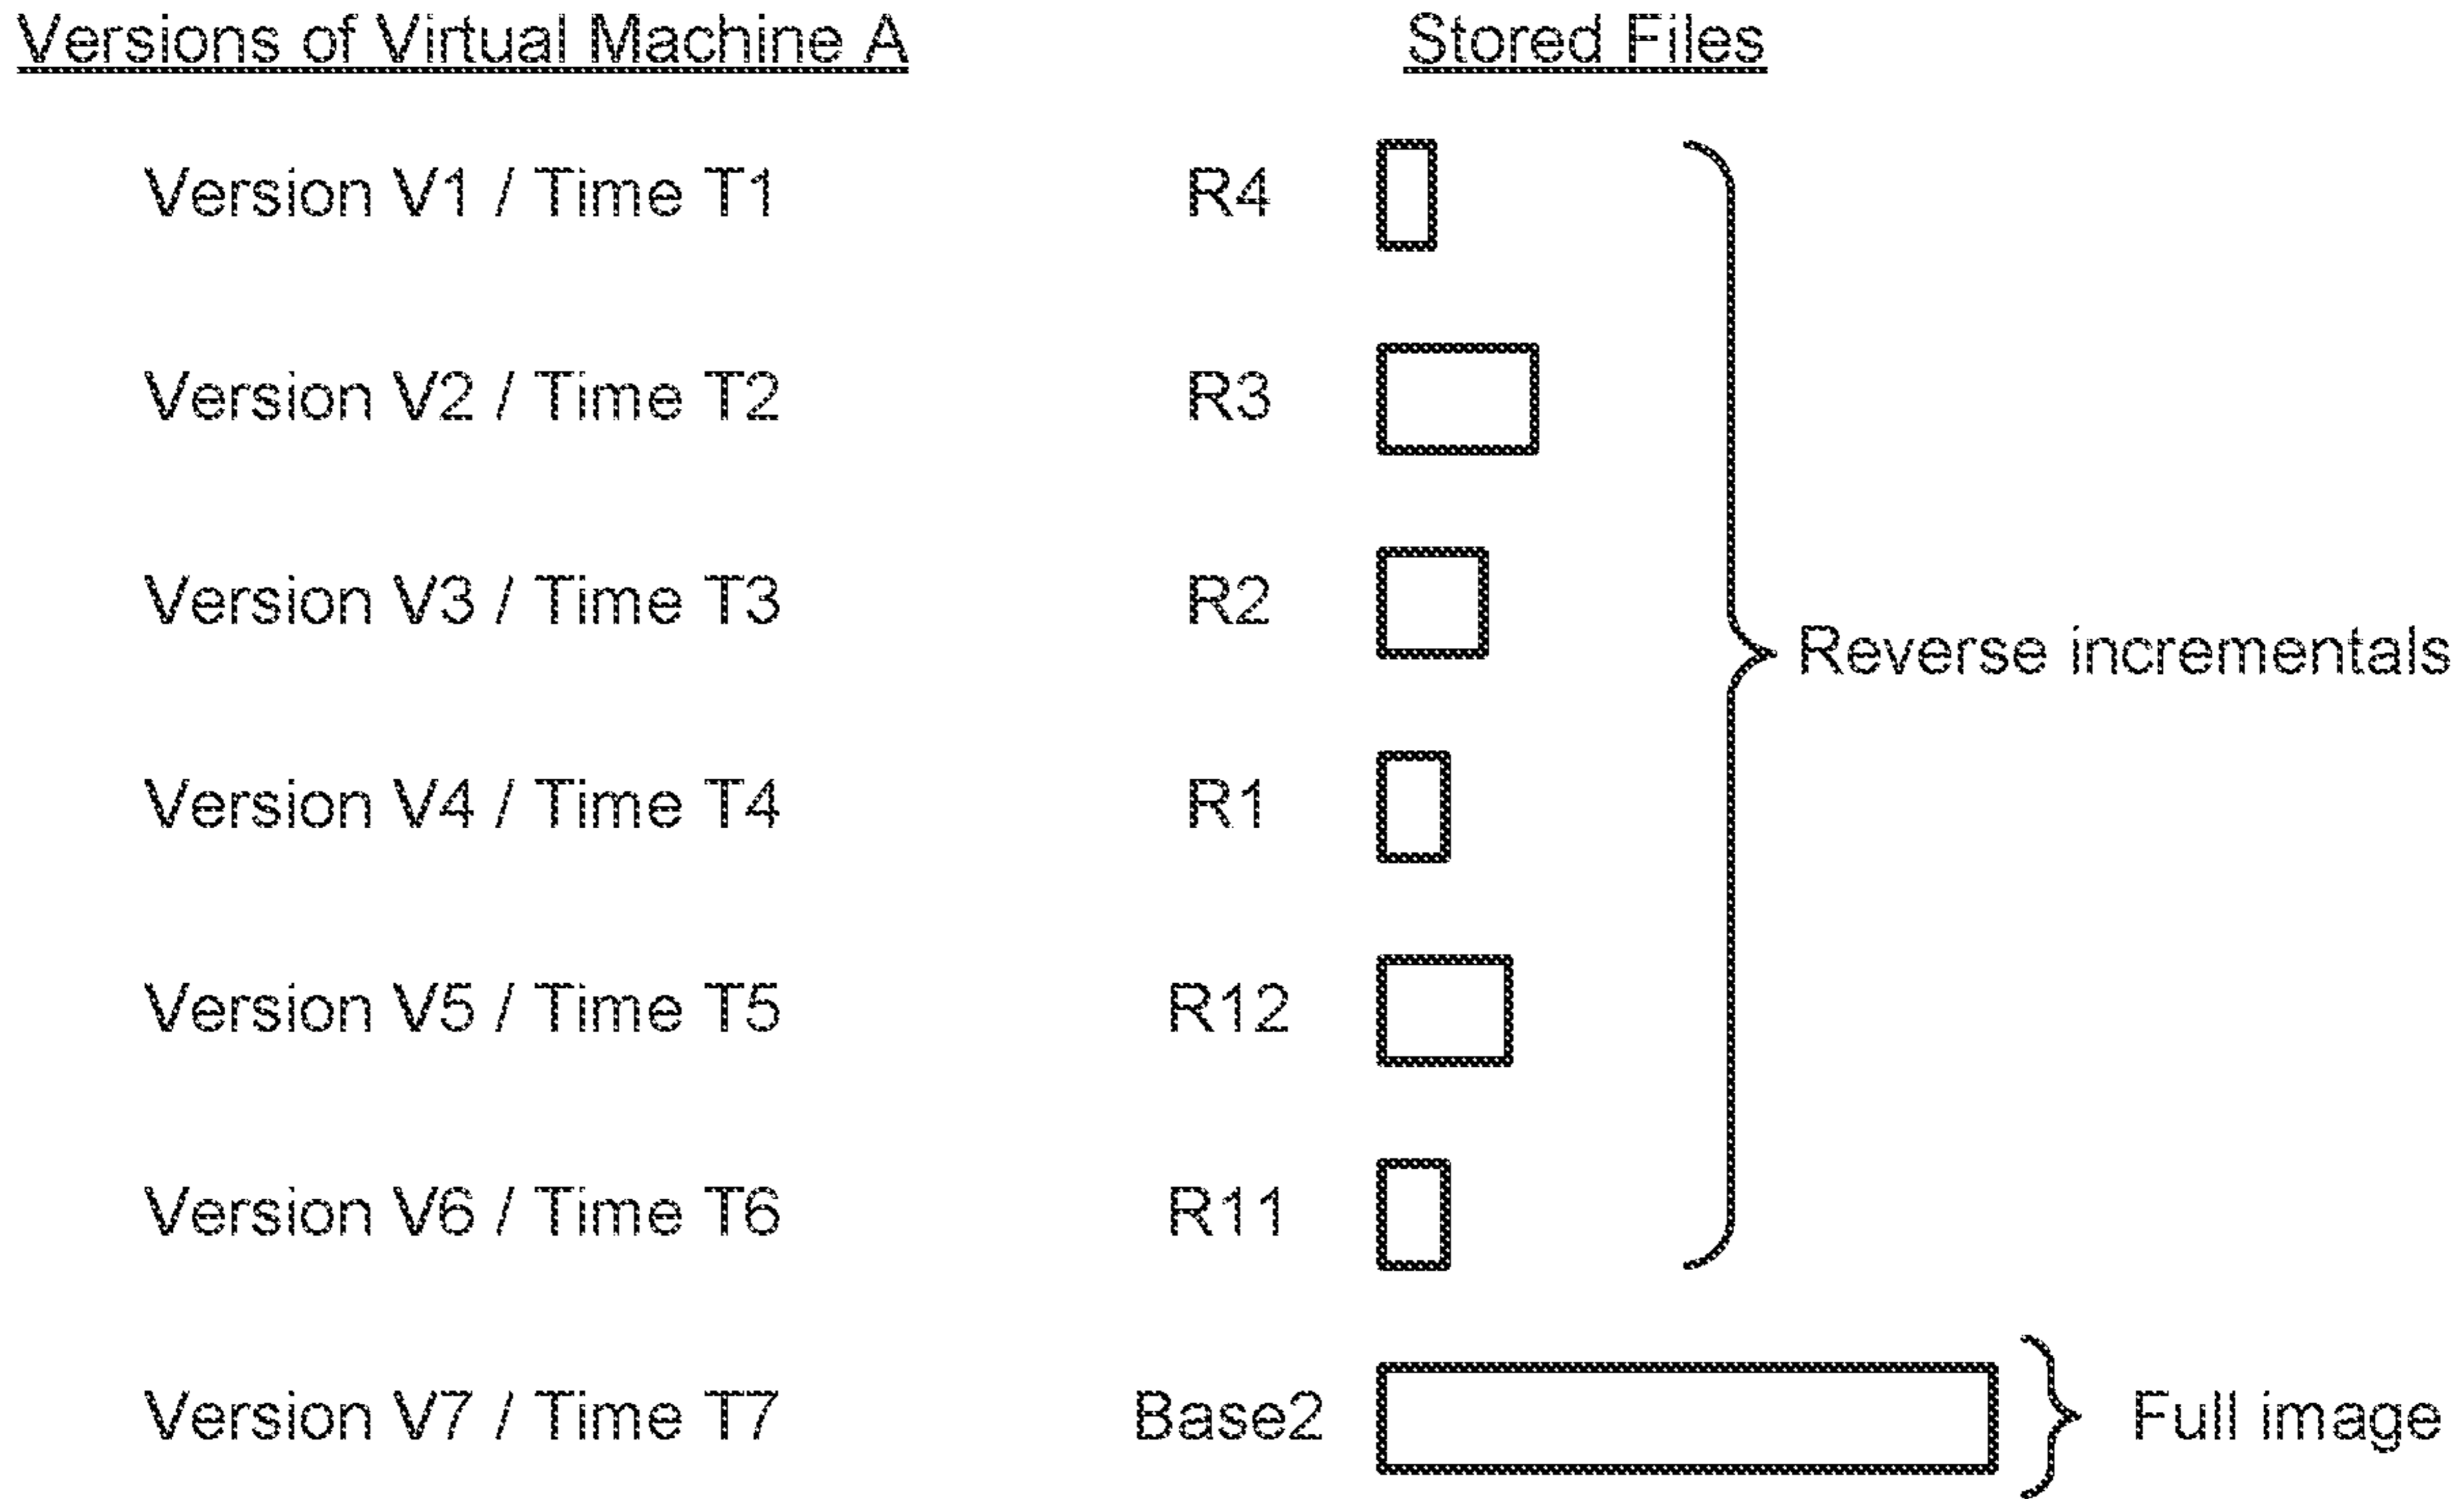 Versions of Virtual Machine A Stored Files
Version V1 / Time T1 R4
Version V2 / Time T2 R3
Version V3 / Time T3 R2
Reverse incrementals
Version V4 / Time T4 R1
Version V5 / Time T5 R12
Version V6 / Time T6 R11
Version V7 / Time T7 Base2 Full image